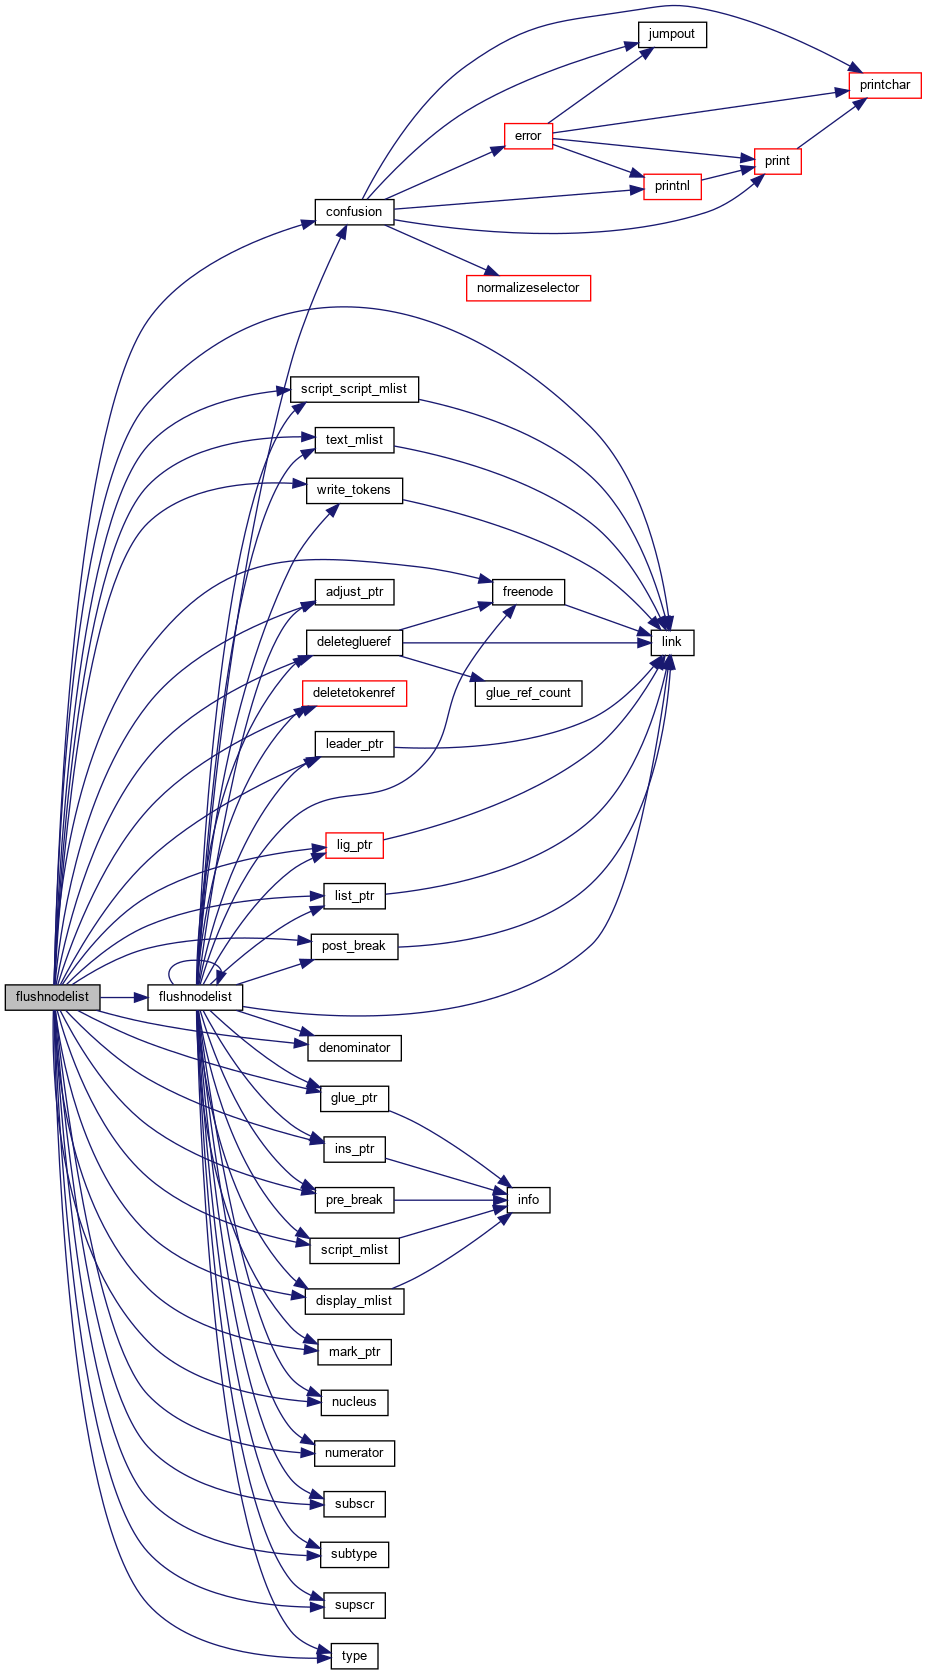 jumpout
printchar
error
print
printnl
confusion
normalizeselector
script_script_mlist
text_mlist
write_tokens
adjust_ptr
freenode
deleteglueref
link
deletetokenref
glue_ref_count
leader_ptr
lig_ptr
list_ptr
post_break
flushnodelist
flushnodelist
denominator
glue_ptr
ins_ptr
pre_break
info
script_mlist
display_mlist
mark_ptr
nucleus
numerator
subscr
subtype
supscr
type